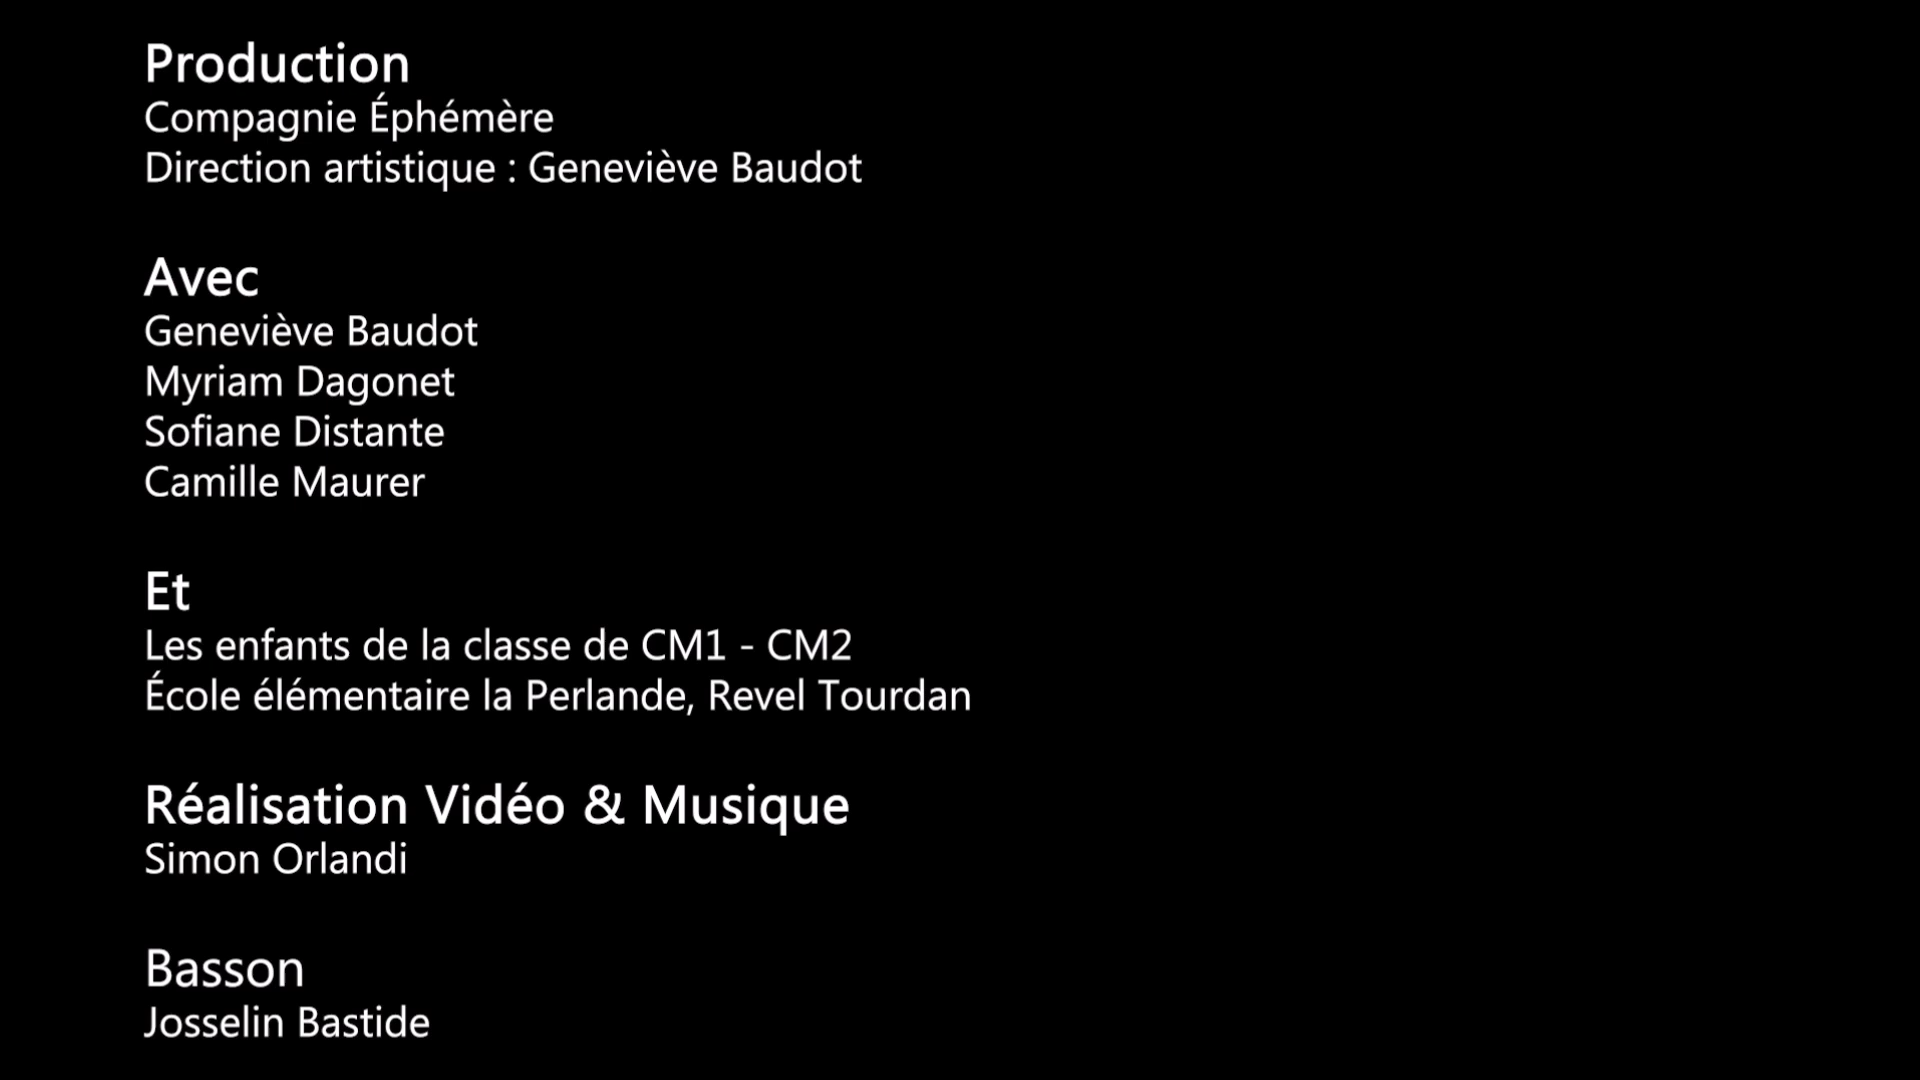 Production
Compagnie Éphémère
Direction artistique : Geneviève Baudot
Avec
Geneviève Baudot
Myriam Dagonet
Sofiane Distante
Camille Maurer
Et
Les enfants de la classe de CM1 - CM2
École élémentaire la Perlande, Revel Tourdan
Réalisation Vidéo & Musique
Simon Orlandi
Basson
Josselin Bastide